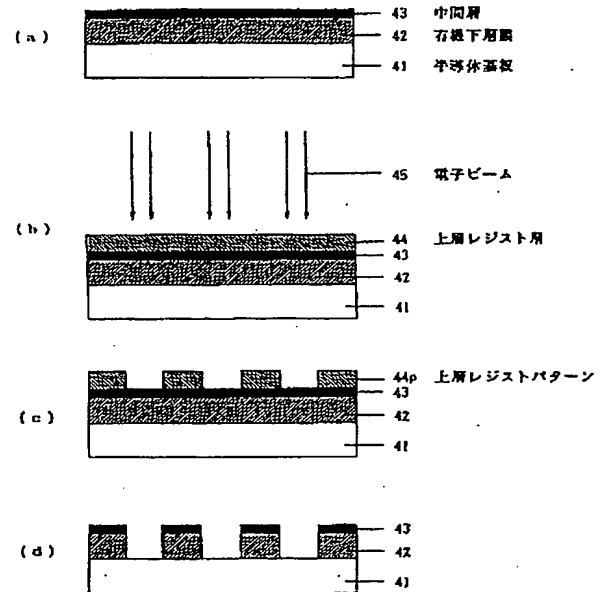 (a)
43 中間層
42 有機下層膜
41 半導体基板
45 電子ビーム
(b)
44 上層レジスト層
43
42
41
(c)
44p 上層レジストパターン
43
42
41
(d)
43
42
41